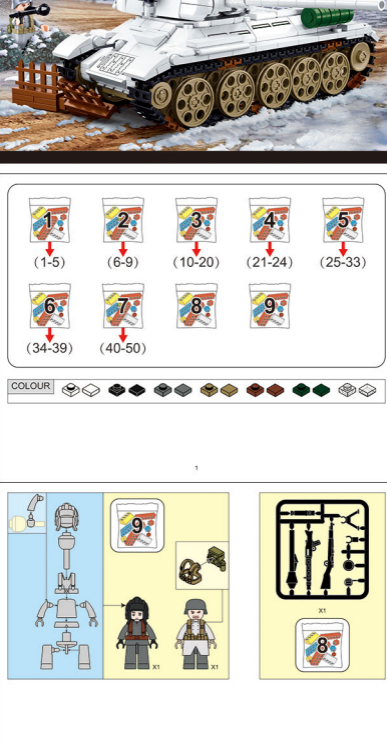 1 2 3 4 5
(1-5) (6-9) (10-20) (21-24) (25-33)
6 7 8 9
(34-39) (40-50)
COLOUR
1
9
X1 X1
X1
8